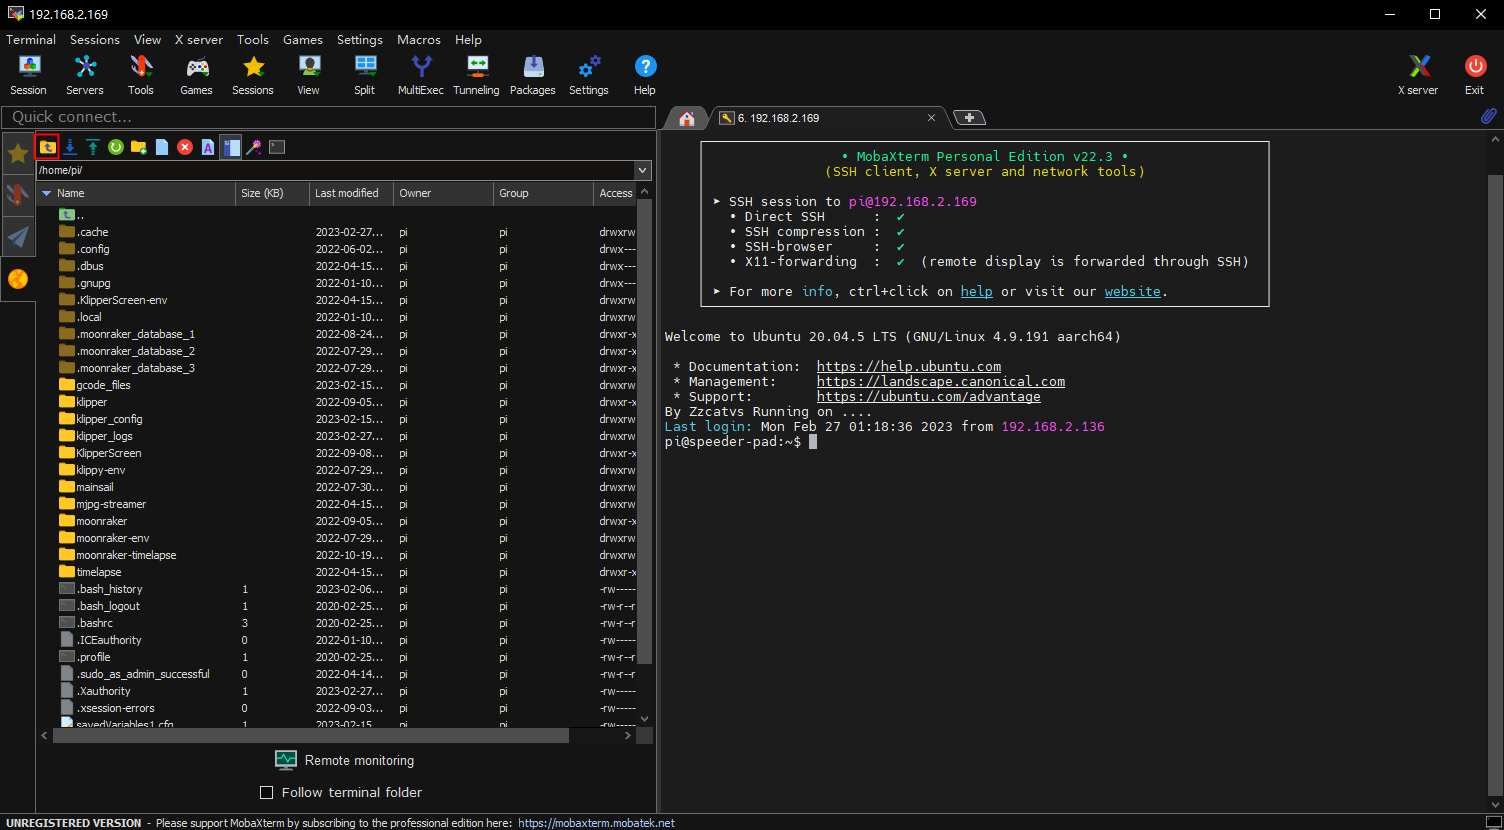 192.168.2.169
Terminal Sessions View X server Tools Games Settings Macros Help
Session Servers Tools Games Sessions View Split MultiExec Tunneling Packages Settings Help X server Exit
Quick connect...
6. 192.168.2.169
/home/pi/
Name Size (KB) Last modified Owner Group Access
..
.cache 2023-02-27... pi pi drwxrw
.config 2022-06-02... pi pi drwx---
.dbus 2022-04-15... pi pi drwx---
.gnupg 2022-01-10... pi pi drwx---
.KlipperScreen-env 2022-04-15... pi pi drwxrw
.local 2022-01-10... pi pi drwxrw
.moonraker_database_1 2022-08-24... pi pi drwxr-x
.moonraker_database_2 2022-07-29... pi pi drwxr-x
.moonraker_database_3 2022-07-29... pi pi drwxr-x
gcode_files 2023-02-15... pi pi drwxrw
klipper 2022-09-05... pi pi drwxrw
klipper_config 2023-02-15... pi pi drwxrw
klipper_logs 2023-02-27... pi pi drwxrw
KlipperScreen 2022-09-08... pi pi drwxrw
klippy-env 2022-07-29... pi pi drwxrw
mainsail 2022-07-30... pi pi drwxrw
mjpg-streamer 2022-04-15... pi pi drwxrw
moonraker 2022-09-05... pi pi drwxr-x
moonraker-env 2022-07-29... pi pi drwxrw
moonraker-timelapse 2022-10-19... pi pi drwxrw
timelapse 2022-04-15... pi pi drwxr-x
.bash_history 1 2023-02-06... pi pi -rw-----
.bash_logout 1 2020-02-25... pi pi -rw-r--r
.bashrc 3 2020-02-25... pi pi -rw-r--r
.ICEauthority 0 2022-01-10... pi pi -rw-----
.profile 1 2020-02-25... pi pi -rw-r--r
.sudo_as_admin_successful 0 2022-04-14... pi pi -rw-r--r
.Xauthority 1 2023-02-27... pi pi -rw-----
.xsession-errors 0 2022-09-03... pi pi -rw-----
savedVariables1.cfg 1 2023-02-15... pi pi -rw-rw-
Remote monitoring
Follow terminal folder
• MobaXterm Personal Edition v22.3 •
(SSH client, X server and network tools)
➤ SSH session to pi@192.168.2.169
• Direct SSH : ✔
• SSH compression : ✔
• SSH-browser : ✔
• X11-forwarding : ✔ (remote display is forwarded through SSH)
➤ For more info, ctrl+click on help or visit our website.
Welcome to Ubuntu 20.04.5 LTS (GNU/Linux 4.9.191 aarch64)
* Documentation: https://help.ubuntu.com
* Management: https://landscape.canonical.com
* Support: https://ubuntu.com/advantage
By Zzcatvs Running on ....
Last login: Mon Feb 27 01:18:36 2023 from 192.168.2.136
pi@speeder-pad:~$
UNREGISTERED VERSION - Please support MobaXterm by subscribing to the professional edition here: https://mobaxterm.mobatek.net